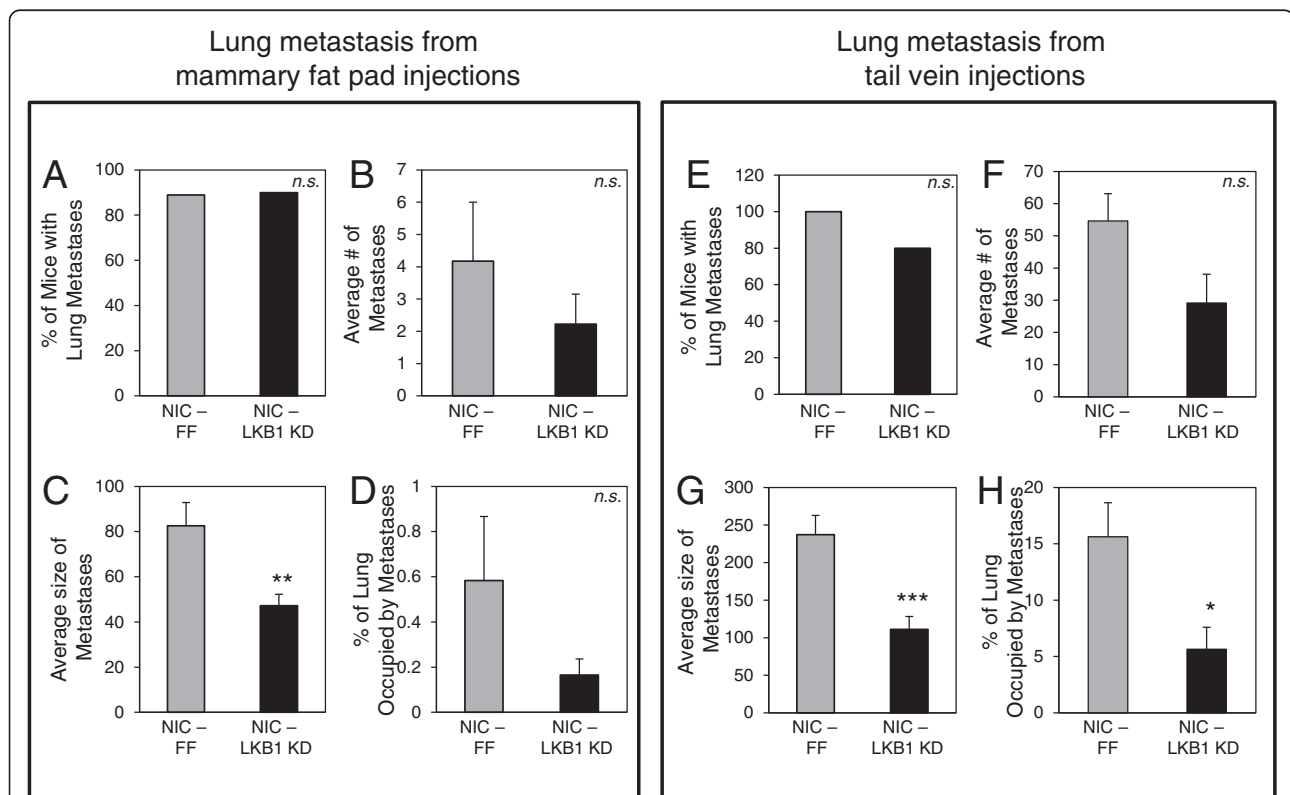 Lung metastasis from
mammary fat pad injections
A
% of Mice with
Lung Metastases
100
80
60
40
20
0
n.s.
NIC –
FF
NIC –
LKB1 KD
B
Average # of
Metastases
7
6
5
4
3
2
1
0
n.s.
NIC –
FF
NIC –
LKB1 KD
C
Average size of
Metastases
100
80
60
40
20
0
**
NIC –
FF
NIC –
LKB1 KD
D
% of Lung
Occupied by Metastases
1
0.8
0.6
0.4
0.2
0
n.s.
NIC –
FF
NIC –
LKB1 KD
Lung metastasis from
tail vein injections
E
% of Mice with
Lung Metastases
120
100
80
60
40
20
0
n.s.
NIC –
FF
NIC –
LKB1 KD
F
Average # of
Metastases
70
60
50
40
30
20
10
0
n.s.
NIC –
FF
NIC –
LKB1 KD
G
Average size of
Metastases
300
250
200
150
100
50
0
***
NIC –
FF
NIC –
LKB1 KD
H
% of Lung
Occupied by Metastases
20
15
10
5
0
*
NIC –
FF
NIC –
LKB1 KD